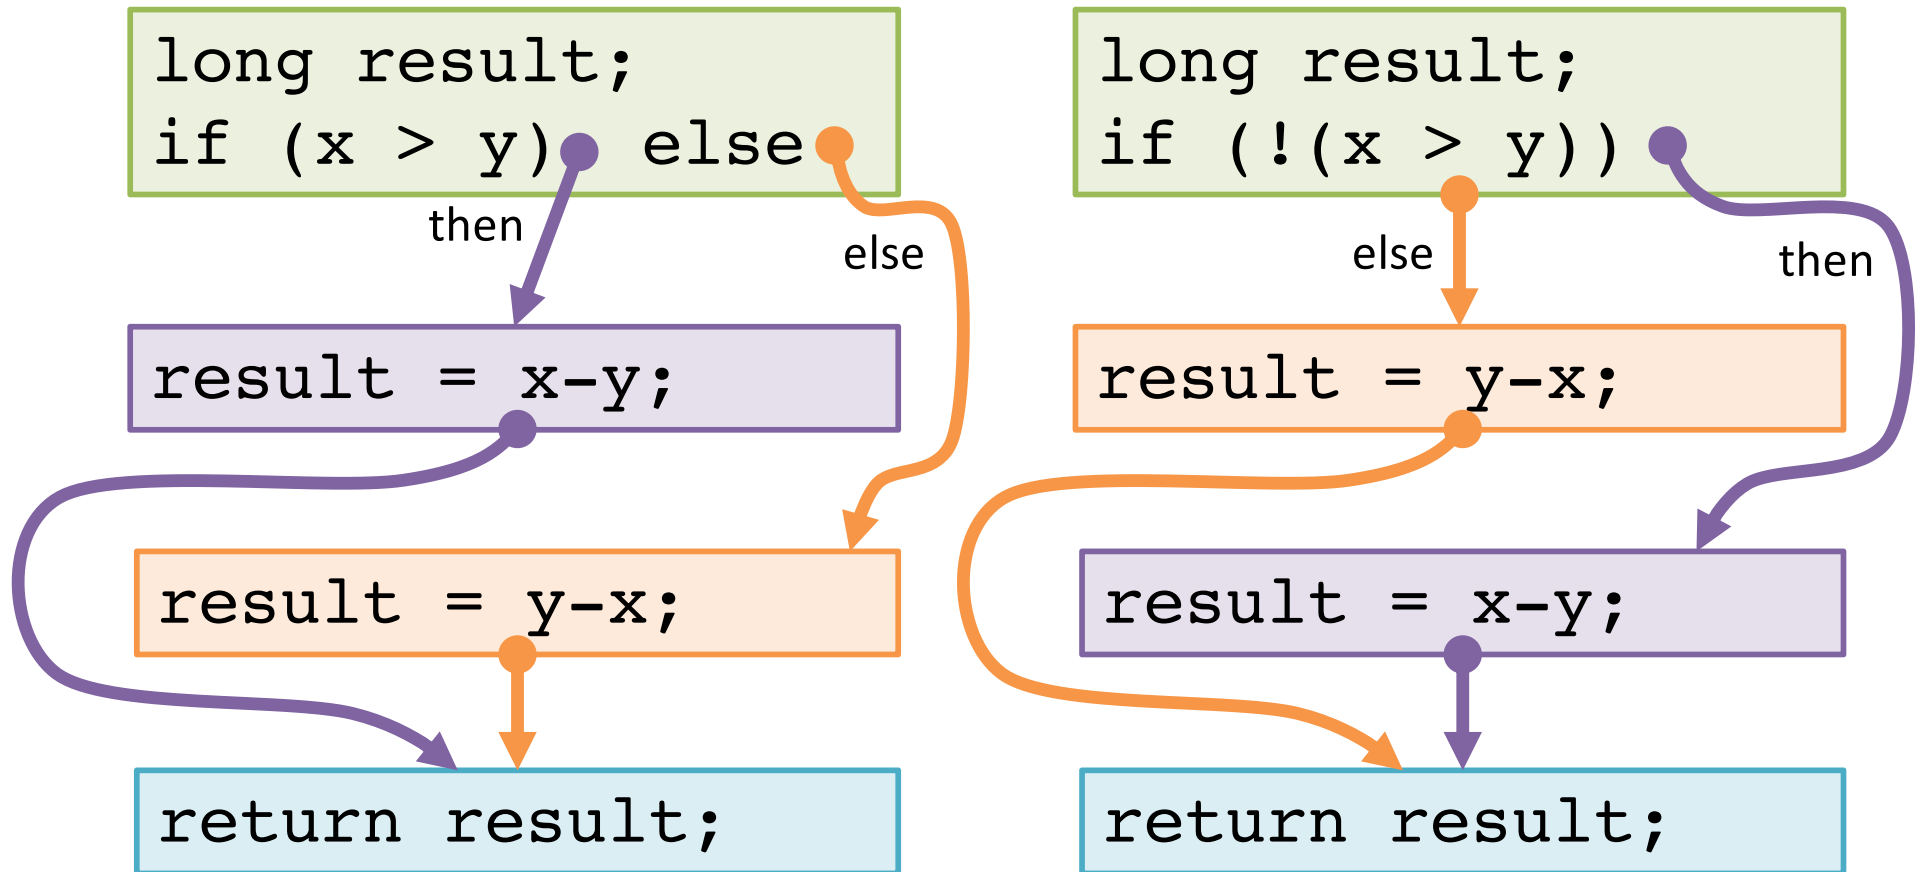 long result;
if (x > y) else
then
else
result = x-y;
result = y-x;
return result;
long result;
if (!(x > y))
else
then
result = y-x;
result = x-y;
return result;